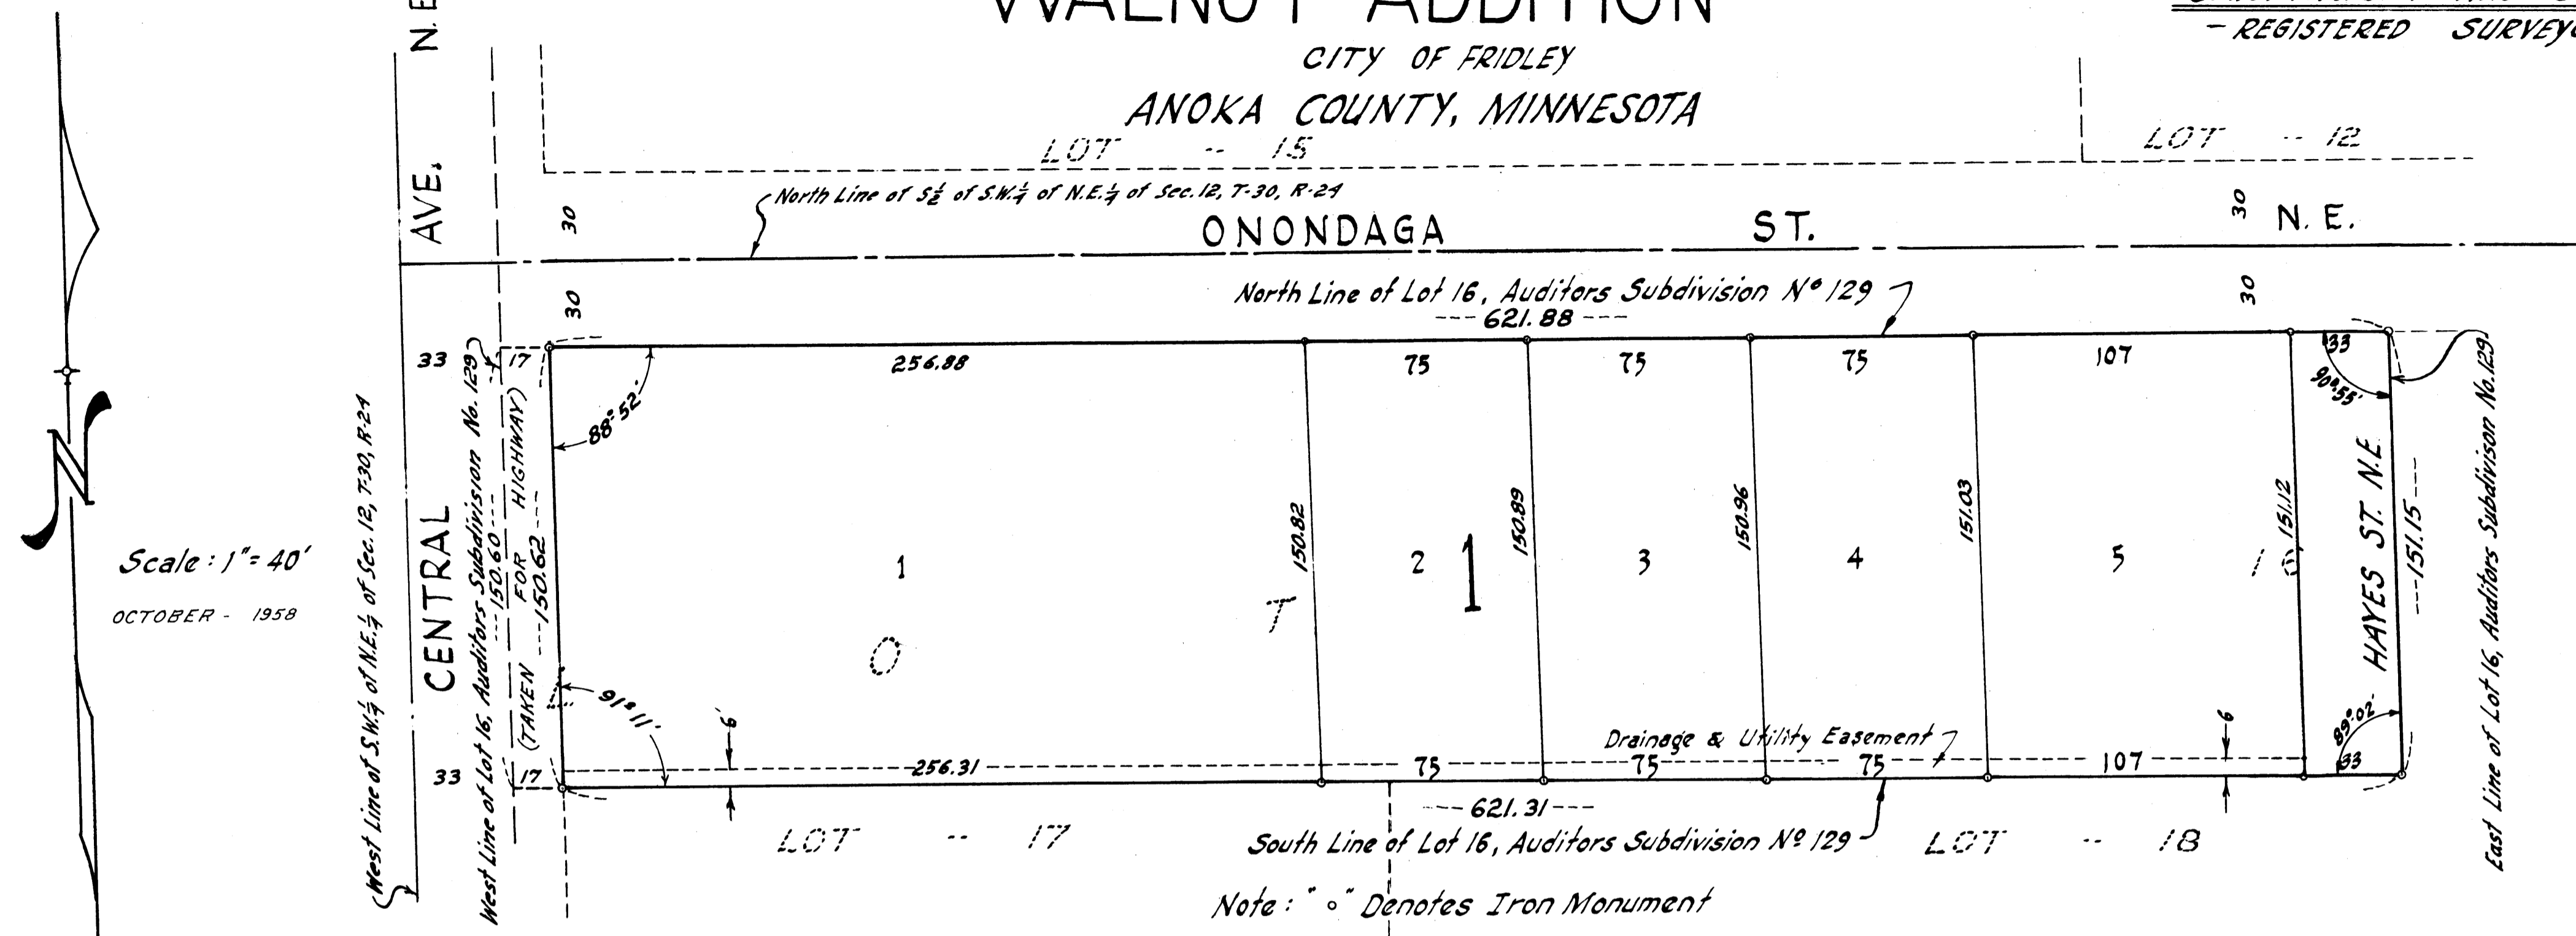 WALNUT ADDITION
- REGISTERED SURVEYO
CITY OF FRIDLEY
ANOKA COUNTY, MINNESOTA
LOT -- 15
LOT -- 12
North Line of S½ of S.W.¼ of N.E.¼ of Sec. 12, T-30, R-24
30
30
ONONDAGA ST. N.E.
30
30
North Line of Lot 16, Auditors Subdivision Nº 129
--- 621.88 ---
33
17
256.88
75
75
75
107
33
88°-52'
90°-55'
N
Scale: 1" = 40'
OCTOBER - 1958
West Line of S.W.¼ of N.E.¼ of Sec. 12, T-30, R-24
CENTRAL AVE. N.E
West Line of Lot 16, Auditors Subdivision No. 129
---150.60---
(TAKEN FOR HIGHWAY)
---150.62---
150.82
150.89
150.96
151.03
151.12
---151.15---
HAYES ST. N.E
East Line of Lot 16, Auditors Subdivison No. 129
1
2
1
3
4
5
L O T 16
91°-11'
89°-02'
6'
6
Drainage & Utility Easement
33
17
256.31
75
75
75
107
33
--- 621.31 ---
LOT -- 17
South Line of Lot 16, Auditors Subdivision Nº 129
LOT -- 18
Note: "o" Denotes Iron Monument